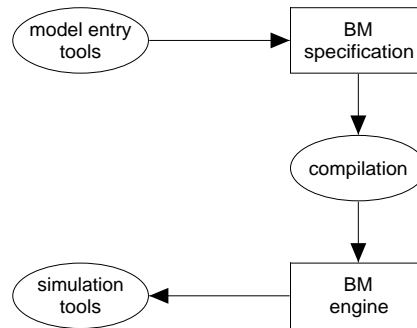 model entry
tools
BM
specification
compilation
simulation
tools
BM
engine